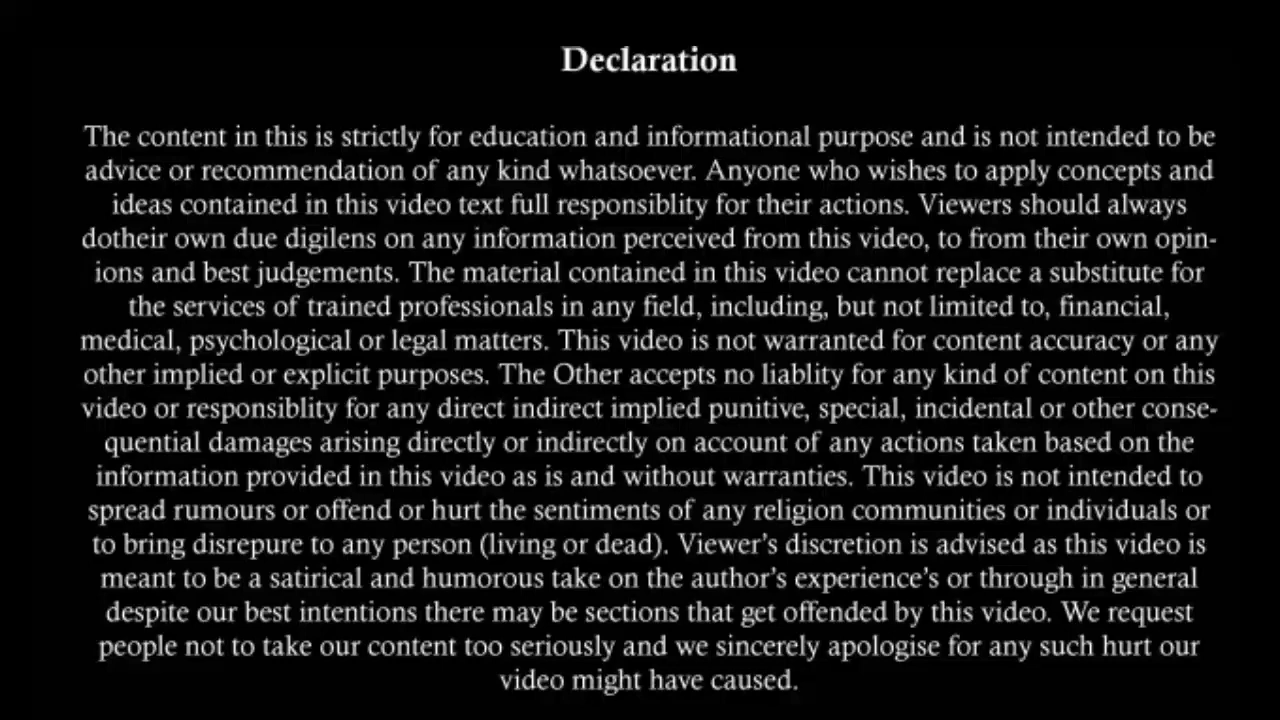 Declaration
The content in this is strictly for education and informational purpose and is not intended to be
advice or recommendation of any kind whatsoever. Anyone who wishes to apply concepts and
ideas contained in this video text full responsiblity for their actions. Viewers should always
dotheir own due digilens on any information perceived from this video, to from their own opin-
ions and best judgements. The material contained in this video cannot replace a substitute for
the services of trained professionals in any field, including, but not limited to, financial,
medical, psychological or legal matters. This video is not warranted for content accuracy or any
other implied or explicit purposes. The Other accepts no liablity for any kind of content on this
video or responsiblity for any direct indirect implied punitive, special, incidental or other conse-
quential damages arising directly or indirectly on account of any actions taken based on the
information provided in this video as is and without warranties. This video is not intended to
spread rumours or offend or hurt the sentiments of any religion communities or individuals or
to bring disrepure to any person (living or dead). Viewer's discretion is advised as this video is
meant to be a satirical and humorous take on the author's experience's or through in general
despite our best intentions there may be sections that get offended by this video. We request
people not to take our content too seriously and we sincerely apologise for any such hurt our
video might have caused.